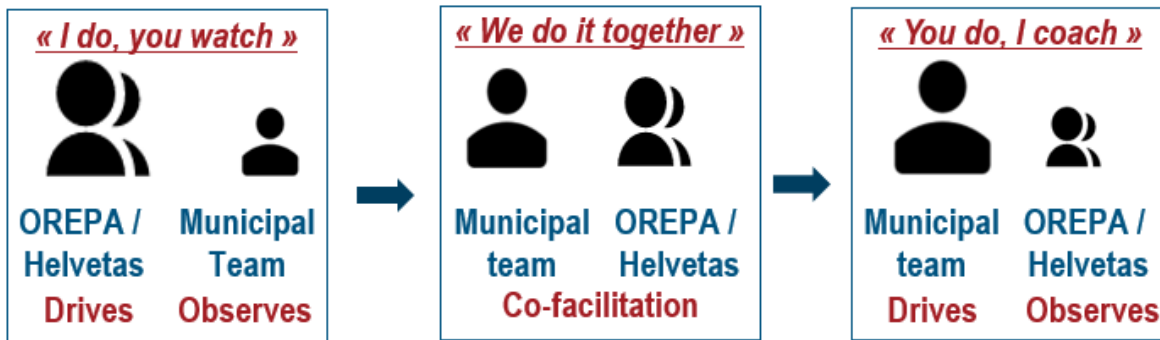 « I do, you watch »
OREPA / Helvetas
Drives
Municipal Team
Observes
« We do it together »
Municipal team
OREPA / Helvetas
Co-facilitation
« You do, I coach »
Municipal team
Drives
OREPA / Helvetas
Observes